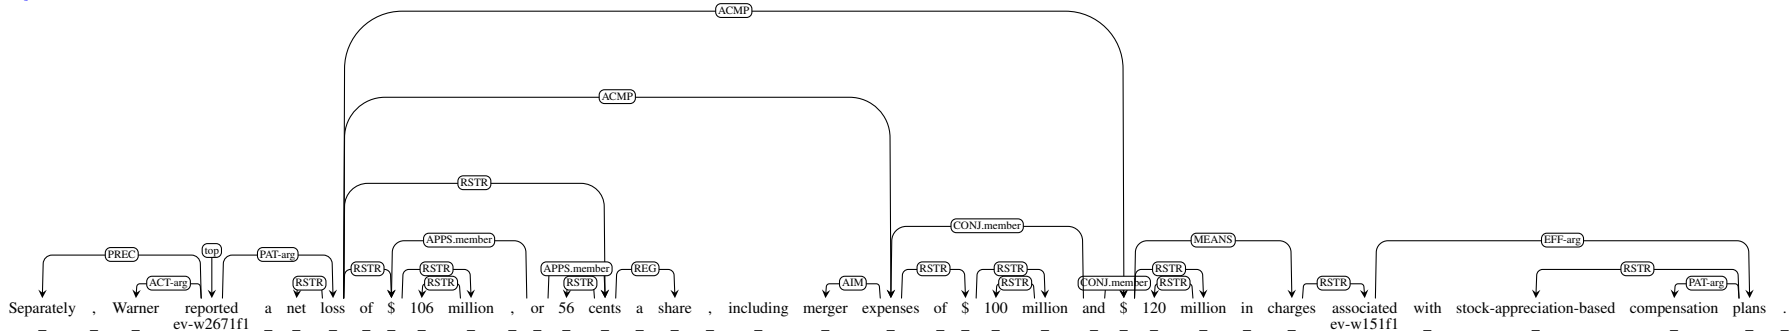 ACMP
ACMP
RSTR
CONJ.member
PREC top PAT-arg APPS.member MEANS EFF-arg
RSTR RSTR APPS.member REG RSTR RSTR RSTR RSTR
ACT-arg RSTR RSTR RSTR AIM RSTR CONJ.member RSTR RSTR PAT-arg
Separately , Warner reported a net loss of $ 106 million , or 56 cents a share , including merger expenses of $ 100 million and $ 120 million in charges associated with stock-appreciation-based compensation plans .
_ _ _ ev-w2671f1 _ _ _ _ _ _ _ _ _ _ _ _ _ _ _ _ _ _ _ _ _ _ _ _ _ _ _ ev-w151f1 _ _ _ _ _